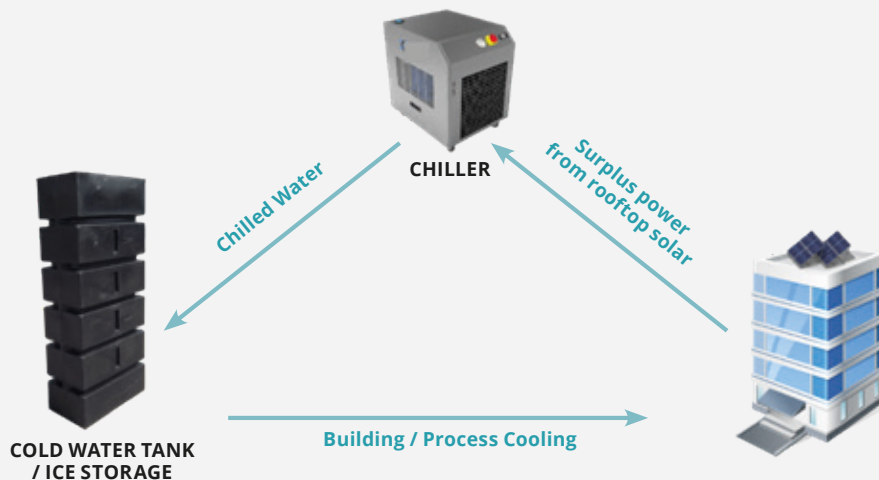 CHILLER
Chilled Water
Surplus power
from rooftop solar
Building / Process Cooling
COLD WATER TANK
/ ICE STORAGE